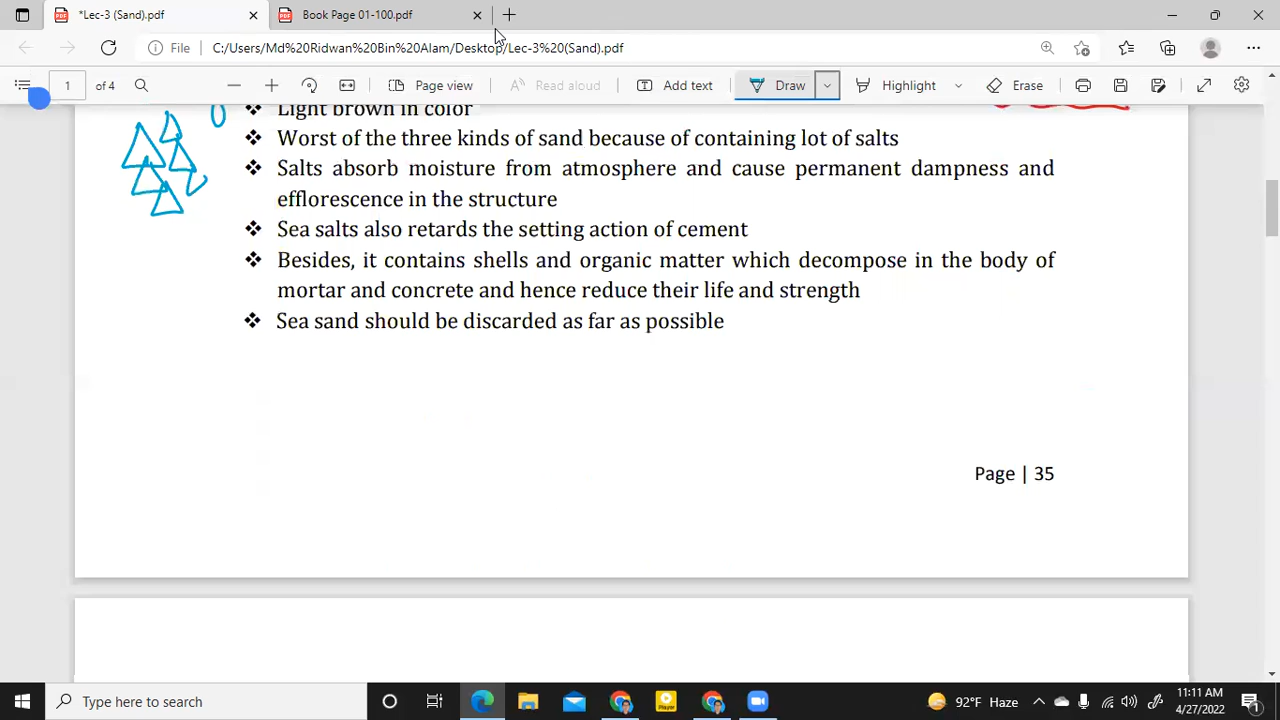 *Lec-3 (Sand).pdf
Book Page 01-100.pdf
File
C:/Users/Md%20Ridwan%20Bin%20Alam/Desktop/Lec-3%20(Sand).pdf
1 of 4
Page view
Read aloud
Add text
Draw
Highlight
Erase
Light brown in color
Worst of the three kinds of sand because of containing lot of salts
Salts absorb moisture from atmosphere and cause permanent dampness and
efflorescence in the structure
Sea salts also retards the setting action of cement
Besides, it contains shells and organic matter which decompose in the body of
mortar and concrete and hence reduce their life and strength
Sea sand should be discarded as far as possible
Page | 35
Type here to search
Player
92°F Haze
11:11 AM
4/27/2022
1